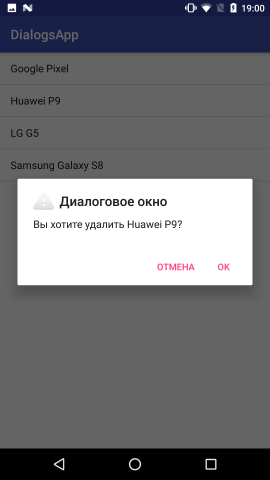 19:00
DialogsApp
Google Pixel
Huawei P9
LG G5
Samsung Galaxy S8
Диалоговое окно
Вы хотите удалить Huawei P9?
ОТМЕНА OK